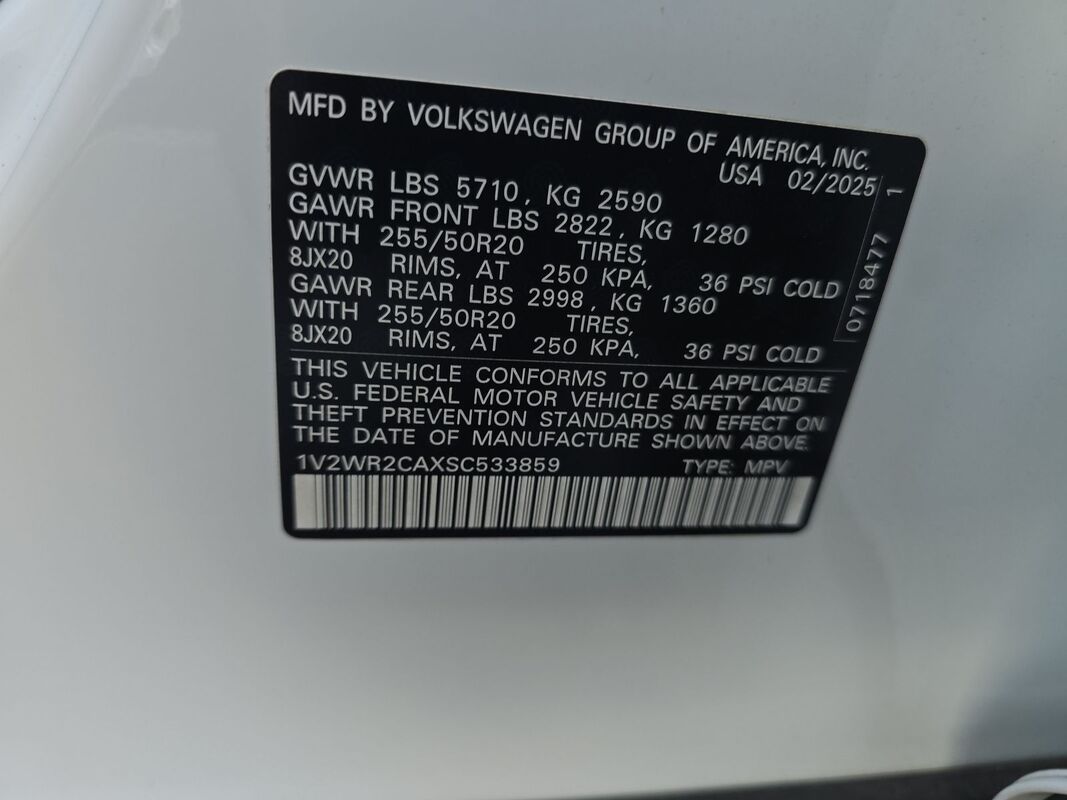 MFD BY VOLKSWAGEN GROUP OF AMERICA, INC.
USA 02/2025
GVWR LBS 5710, KG 2590
GAWR FRONT LBS 2822, KG 1280
WITH 255/50R20 TIRES,
8JX20 RIMS, AT 250 KPA, 36 PSI COLD
GAWR REAR LBS 2998, KG 1360
WITH 255/50R20 TIRES,
8JX20 RIMS, AT 250 KPA, 36 PSI COLD
THIS VEHICLE CONFORMS TO ALL APPLICABLE
U.S. FEDERAL MOTOR VEHICLE SAFETY AND
THEFT PREVENTION STANDARDS IN EFFECT ON
THE DATE OF MANUFACTURE SHOWN ABOVE.
1V2WR2CAXSC533859 TYPE: MPV
0718477 1